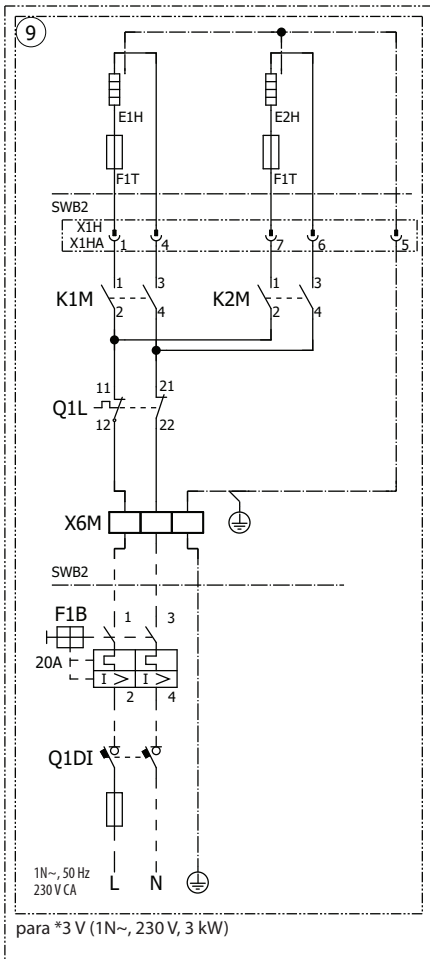 9
E1H E2H
F1T F1T
SWB2
X1H
X1HA 1 4 7 6 5
1 3 1 3
K1M K2M
2 4 2 4
11 21
Q1L
12 22
X6M
SWB2
F1B 1 3
20A
I > I >
2 4
Q1DI
1N~, 50 Hz
230 V CA L N
para *3 V (1N~, 230 V, 3 kW)